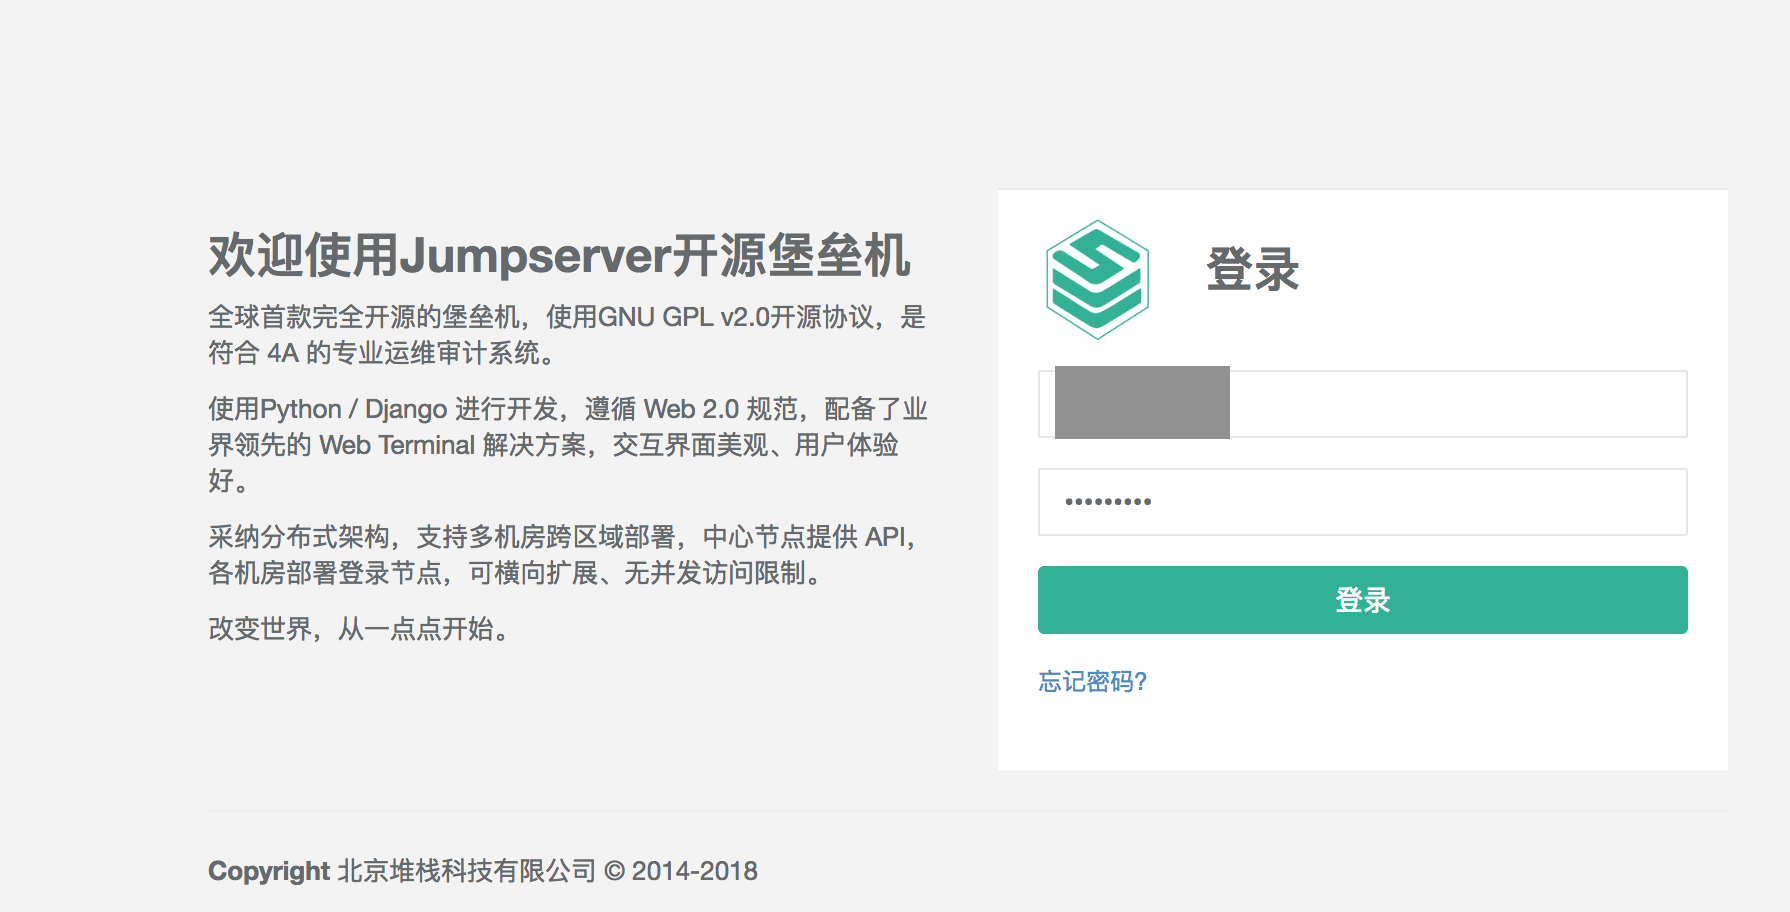 欢迎使用Jumpserver开源堡垒机
全球首款完全开源的堡垒机，使用GNU GPL v2.0开源协议，是
符合 4A 的专业运维审计系统。
使用Python / Django 进行开发，遵循 Web 2.0 规范，配备了业
界领先的 Web Terminal 解决方案，交互界面美观、用户体验
好。
采纳分布式架构，支持多机房跨区域部署，中心节点提供 API，
各机房部署登录节点，可横向扩展、无并发访问限制。
改变世界，从一点点开始。
登录
•••••••••
登录
忘记密码?
Copyright 北京堆栈科技有限公司 © 2014-2018